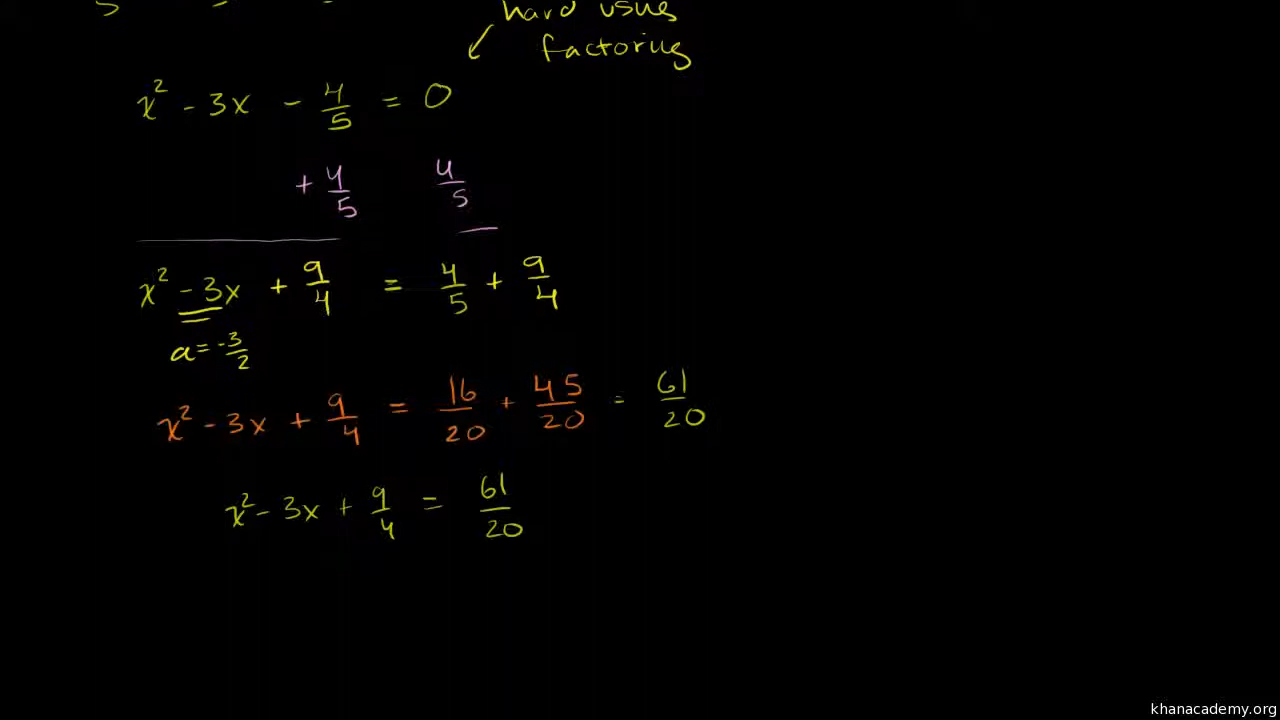 hard using
factoring
x² - 3x - 4/5 = 0
+ 4/5 4/5
x² - 3x + 9/4 = 4/5 + 9/4
a = -3/2
x² - 3x + 9/4 = 16/20 + 45/20 = 61/20
x² - 3x + 9/4 = 61/20
khanacademy.org